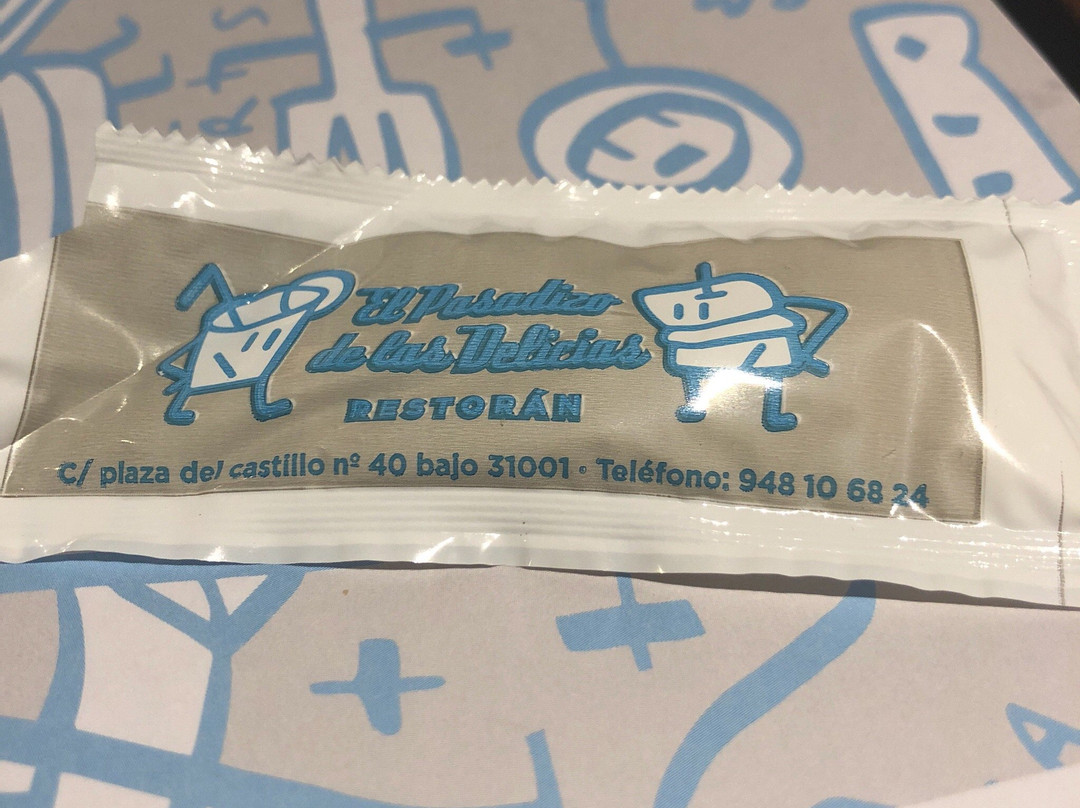 El Pasadizo
de las Delicias
RESTORÁN
C/ plaza del castillo nº 40 bajo 31001 • Teléfono: 948 10 68 24